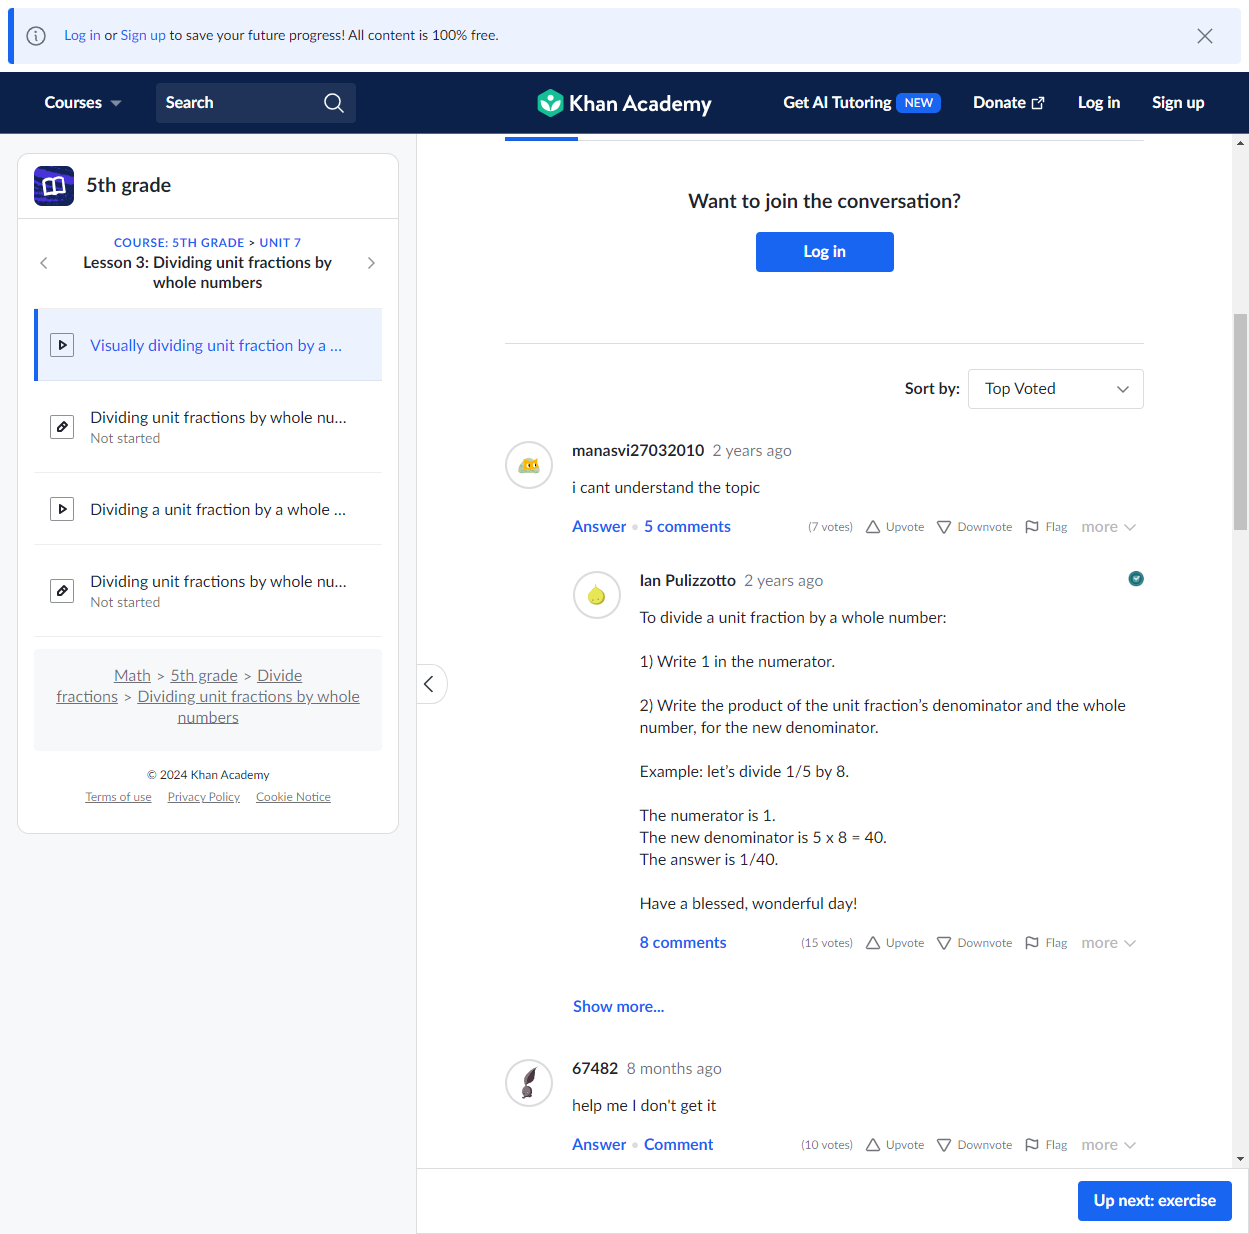 Log in or Sign up to save your future progress! All content is 100% free.
Courses
Search
Khan Academy
Get AI Tutoring NEW
Donate
Log in
Sign up
5th grade
COURSE: 5TH GRADE > UNIT 7
Lesson 3: Dividing unit fractions by
whole numbers
Visually dividing unit fraction by a ...
Dividing unit fractions by whole nu...
Not started
Dividing a unit fraction by a whole ...
Dividing unit fractions by whole nu...
Not started
Math > 5th grade > Divide
fractions > Dividing unit fractions by whole
numbers
© 2024 Khan Academy
Terms of use Privacy Policy Cookie Notice
Want to join the conversation?
Log in
Sort by: Top Voted
manasvi27032010 2 years ago
i cant understand the topic
Answer • 5 comments (7 votes) Upvote Downvote Flag more
Ian Pulizzotto 2 years ago
To divide a unit fraction by a whole number:
1) Write 1 in the numerator.
2) Write the product of the unit fraction’s denominator and the whole
number, for the new denominator.
Example: let’s divide 1/5 by 8.
The numerator is 1.
The new denominator is 5 x 8 = 40.
The answer is 1/40.
Have a blessed, wonderful day!
8 comments (15 votes) Upvote Downvote Flag more
Show more...
67482 8 months ago
help me I don't get it
Answer • Comment (10 votes) Upvote Downvote Flag more
Up next: exercise